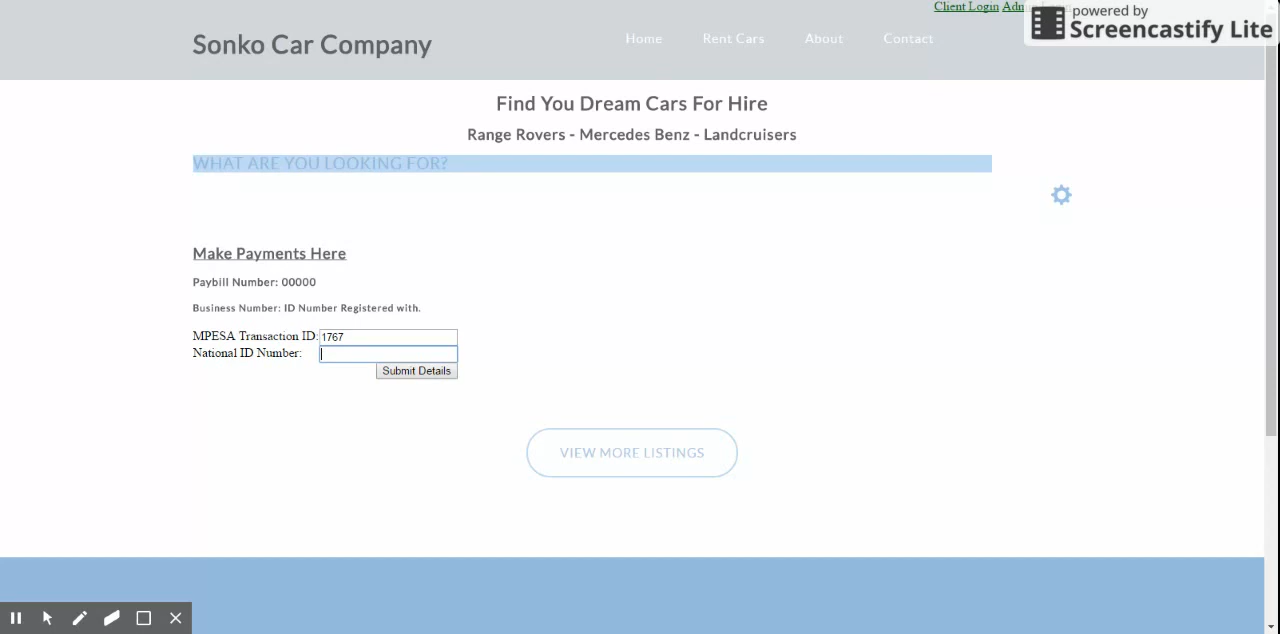 Client Login Adm
powered by
Screencastify Lite
Sonko Car Company
Home
Rent Cars
About
Contact
Find You Dream Cars For Hire
Range Rovers - Mercedes Benz - Landcruisers
WHAT ARE YOU LOOKING FOR?
Make Payments Here
Paybill Number: 00000
Business Number: ID Number Registered with.
MPESA Transaction ID: 1767
National ID Number:
Submit Details
VIEW MORE LISTINGS